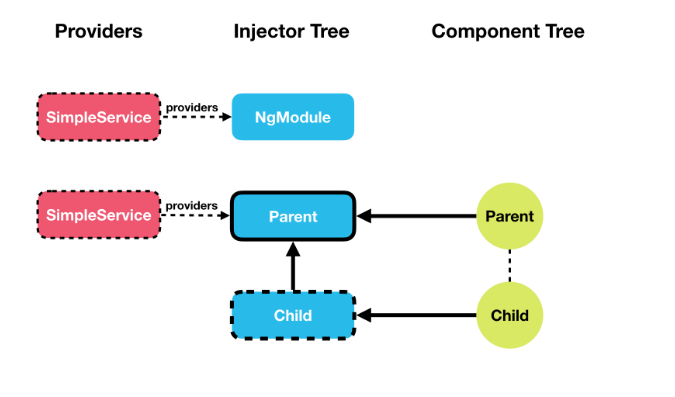 Providers
Injector Tree
Component Tree
SimpleService
providers
NgModule
SimpleService
providers
Parent
Parent
Child
Child